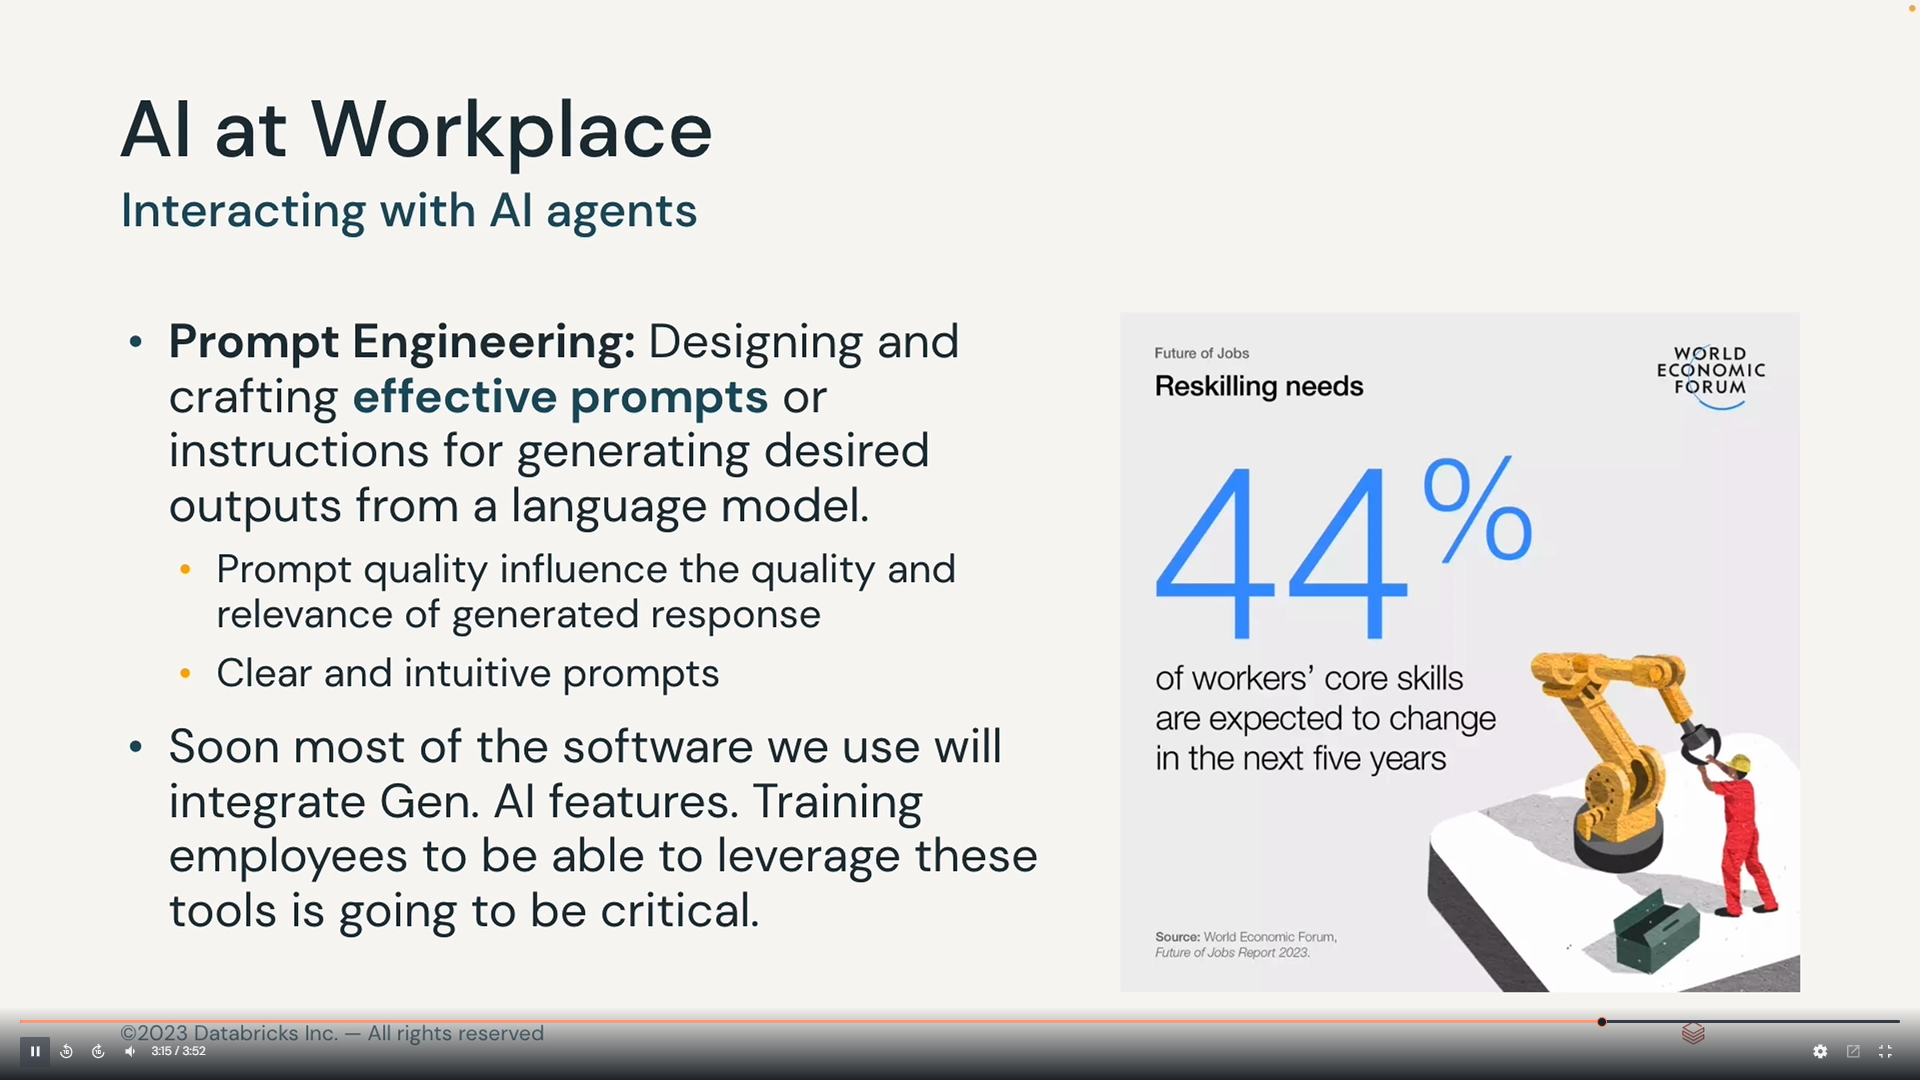 AI at Workplace
Interacting with AI agents
• Prompt Engineering: Designing and
crafting effective prompts or
instructions for generating desired
outputs from a language model.
• Prompt quality influence the quality and
relevance of generated response
• Clear and intuitive prompts
• Soon most of the software we use will
integrate Gen. AI features. Training
employees to be able to leverage these
tools is going to be critical.
Future of Jobs
Reskilling needs
WORLD
ECONOMIC
FORUM
44%
of workers’ core skills
are expected to change
in the next five years
Source: World Economic Forum,
Future of Jobs Report 2023.
©2023 Databricks Inc. — All rights reserved
3:15 / 3:52